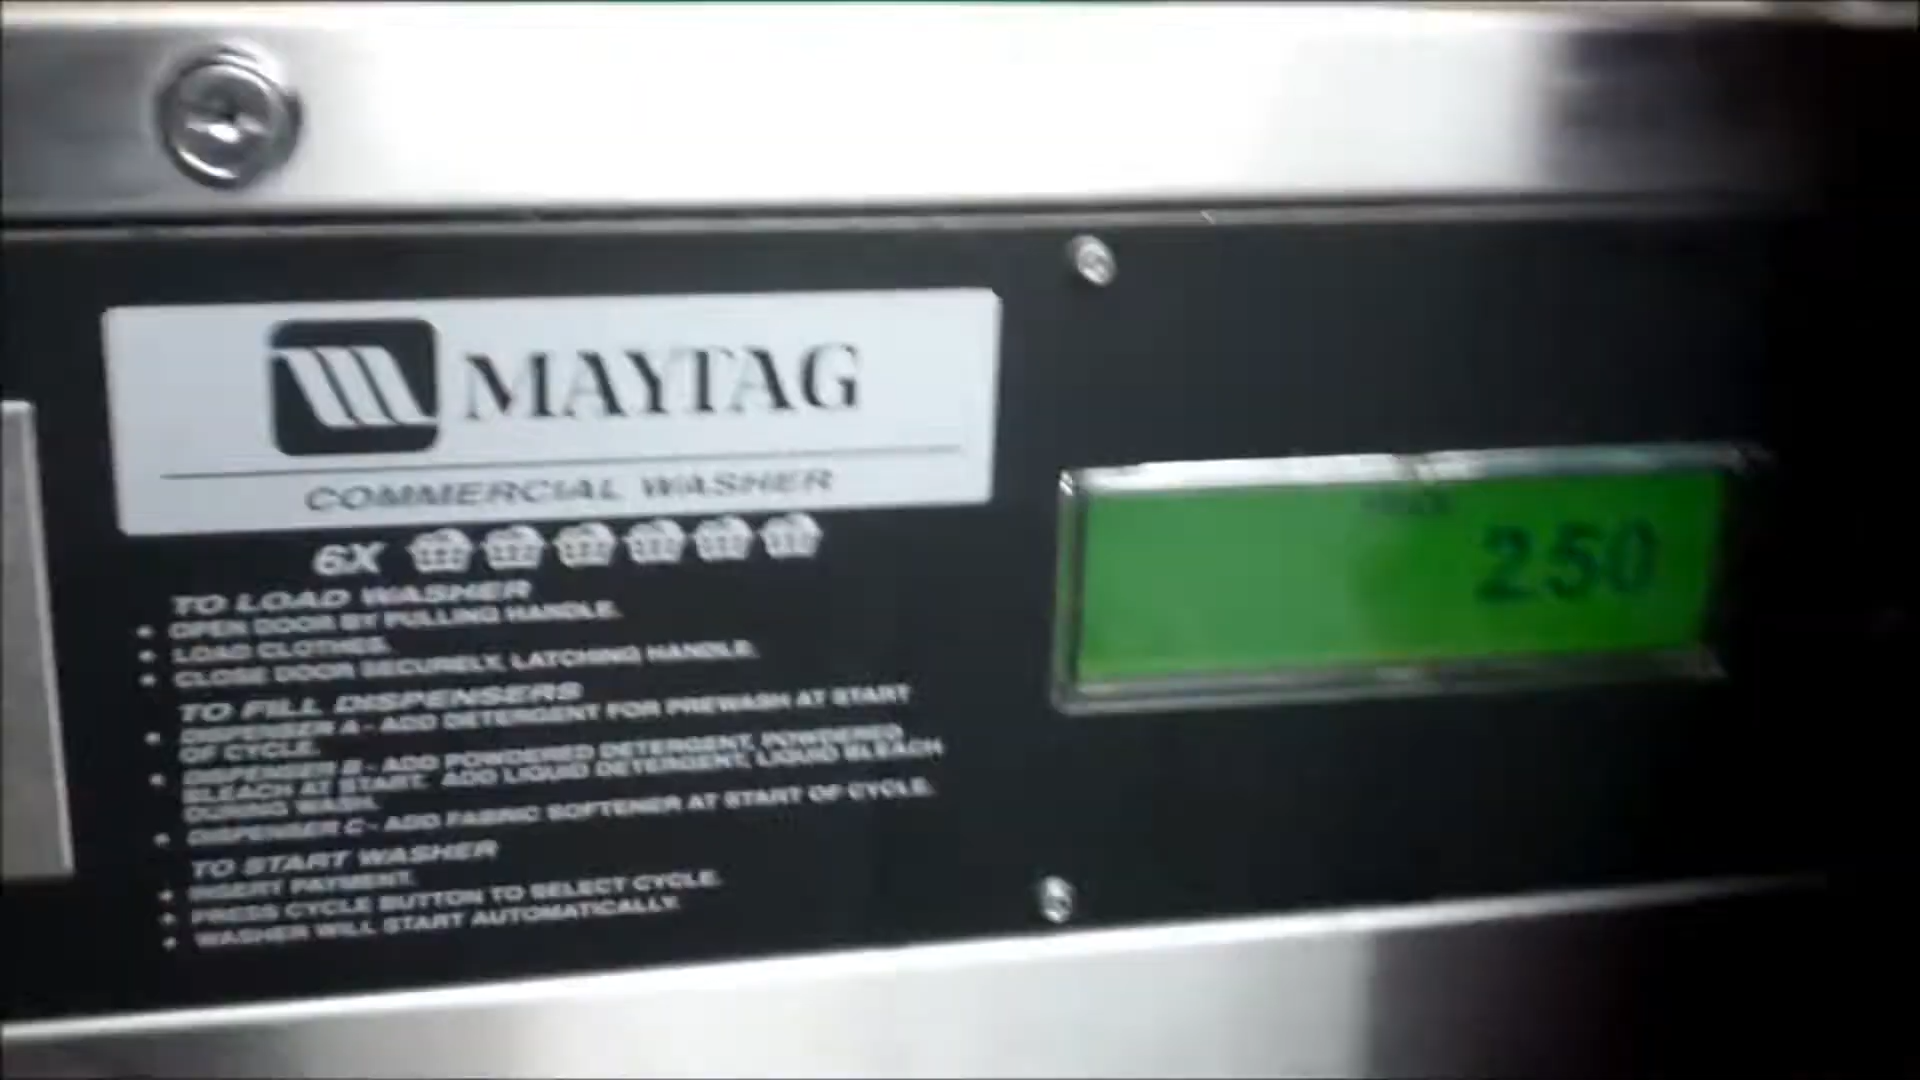 MAYTAG
COMMERCIAL WASHER
6X
TO LOAD WASHER
• OPEN DOOR BY PULLING HANDLE.
• LOAD CLOTHES.
• CLOSE DOOR SECURELY, LATCHING HANDLE.
TO FILL DISPENSERS
• DISPENSER A - ADD DETERGENT FOR PREWASH AT START
OF CYCLE.
• DISPENSER B - ADD POWDERED DETERGENT, POWDERED
BLEACH AT START. ADD LIQUID DETERGENT, LIQUID BLEACH
DURING WASH.
• DISPENSER C - ADD FABRIC SOFTENER AT START OF CYCLE.
TO START WASHER
• INSERT PAYMENT.
• PRESS CYCLE BUTTON TO SELECT CYCLE.
• WASHER WILL START AUTOMATICALLY.
250